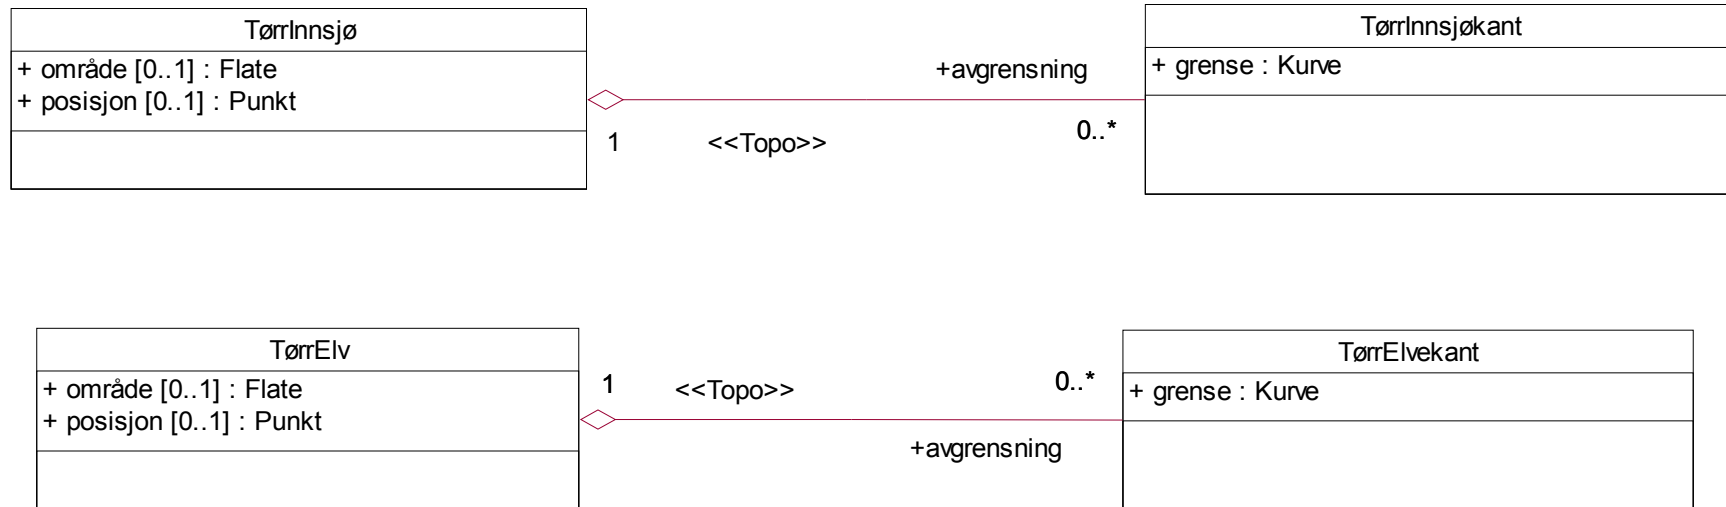 TørrInnsjø
+ område [0..1] : Flate
+ posisjon [0..1] : Punkt
1
<<Topo>>
+avgrensning
0..*
TørrInnsjøkant
+ grense : Kurve
TørrElv
+ område [0..1] : Flate
+ posisjon [0..1] : Punkt
1
<<Topo>>
0..*
+avgrensning
TørrElvekant
+ grense : Kurve